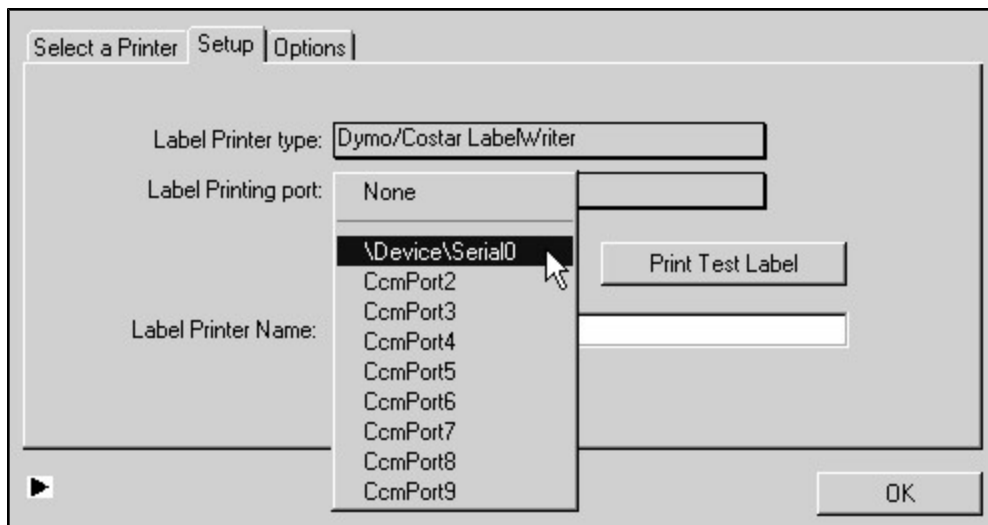 Select a Printer Setup Options
Label Printer type: Dymo/Costar LabelWriter
Label Printing port: None
\Device\Serial0
Print Test Label
CcmPort2
CcmPort3
Label Printer Name:
CcmPort4
CcmPort5
CcmPort6
CcmPort7
CcmPort8
CcmPort9
OK